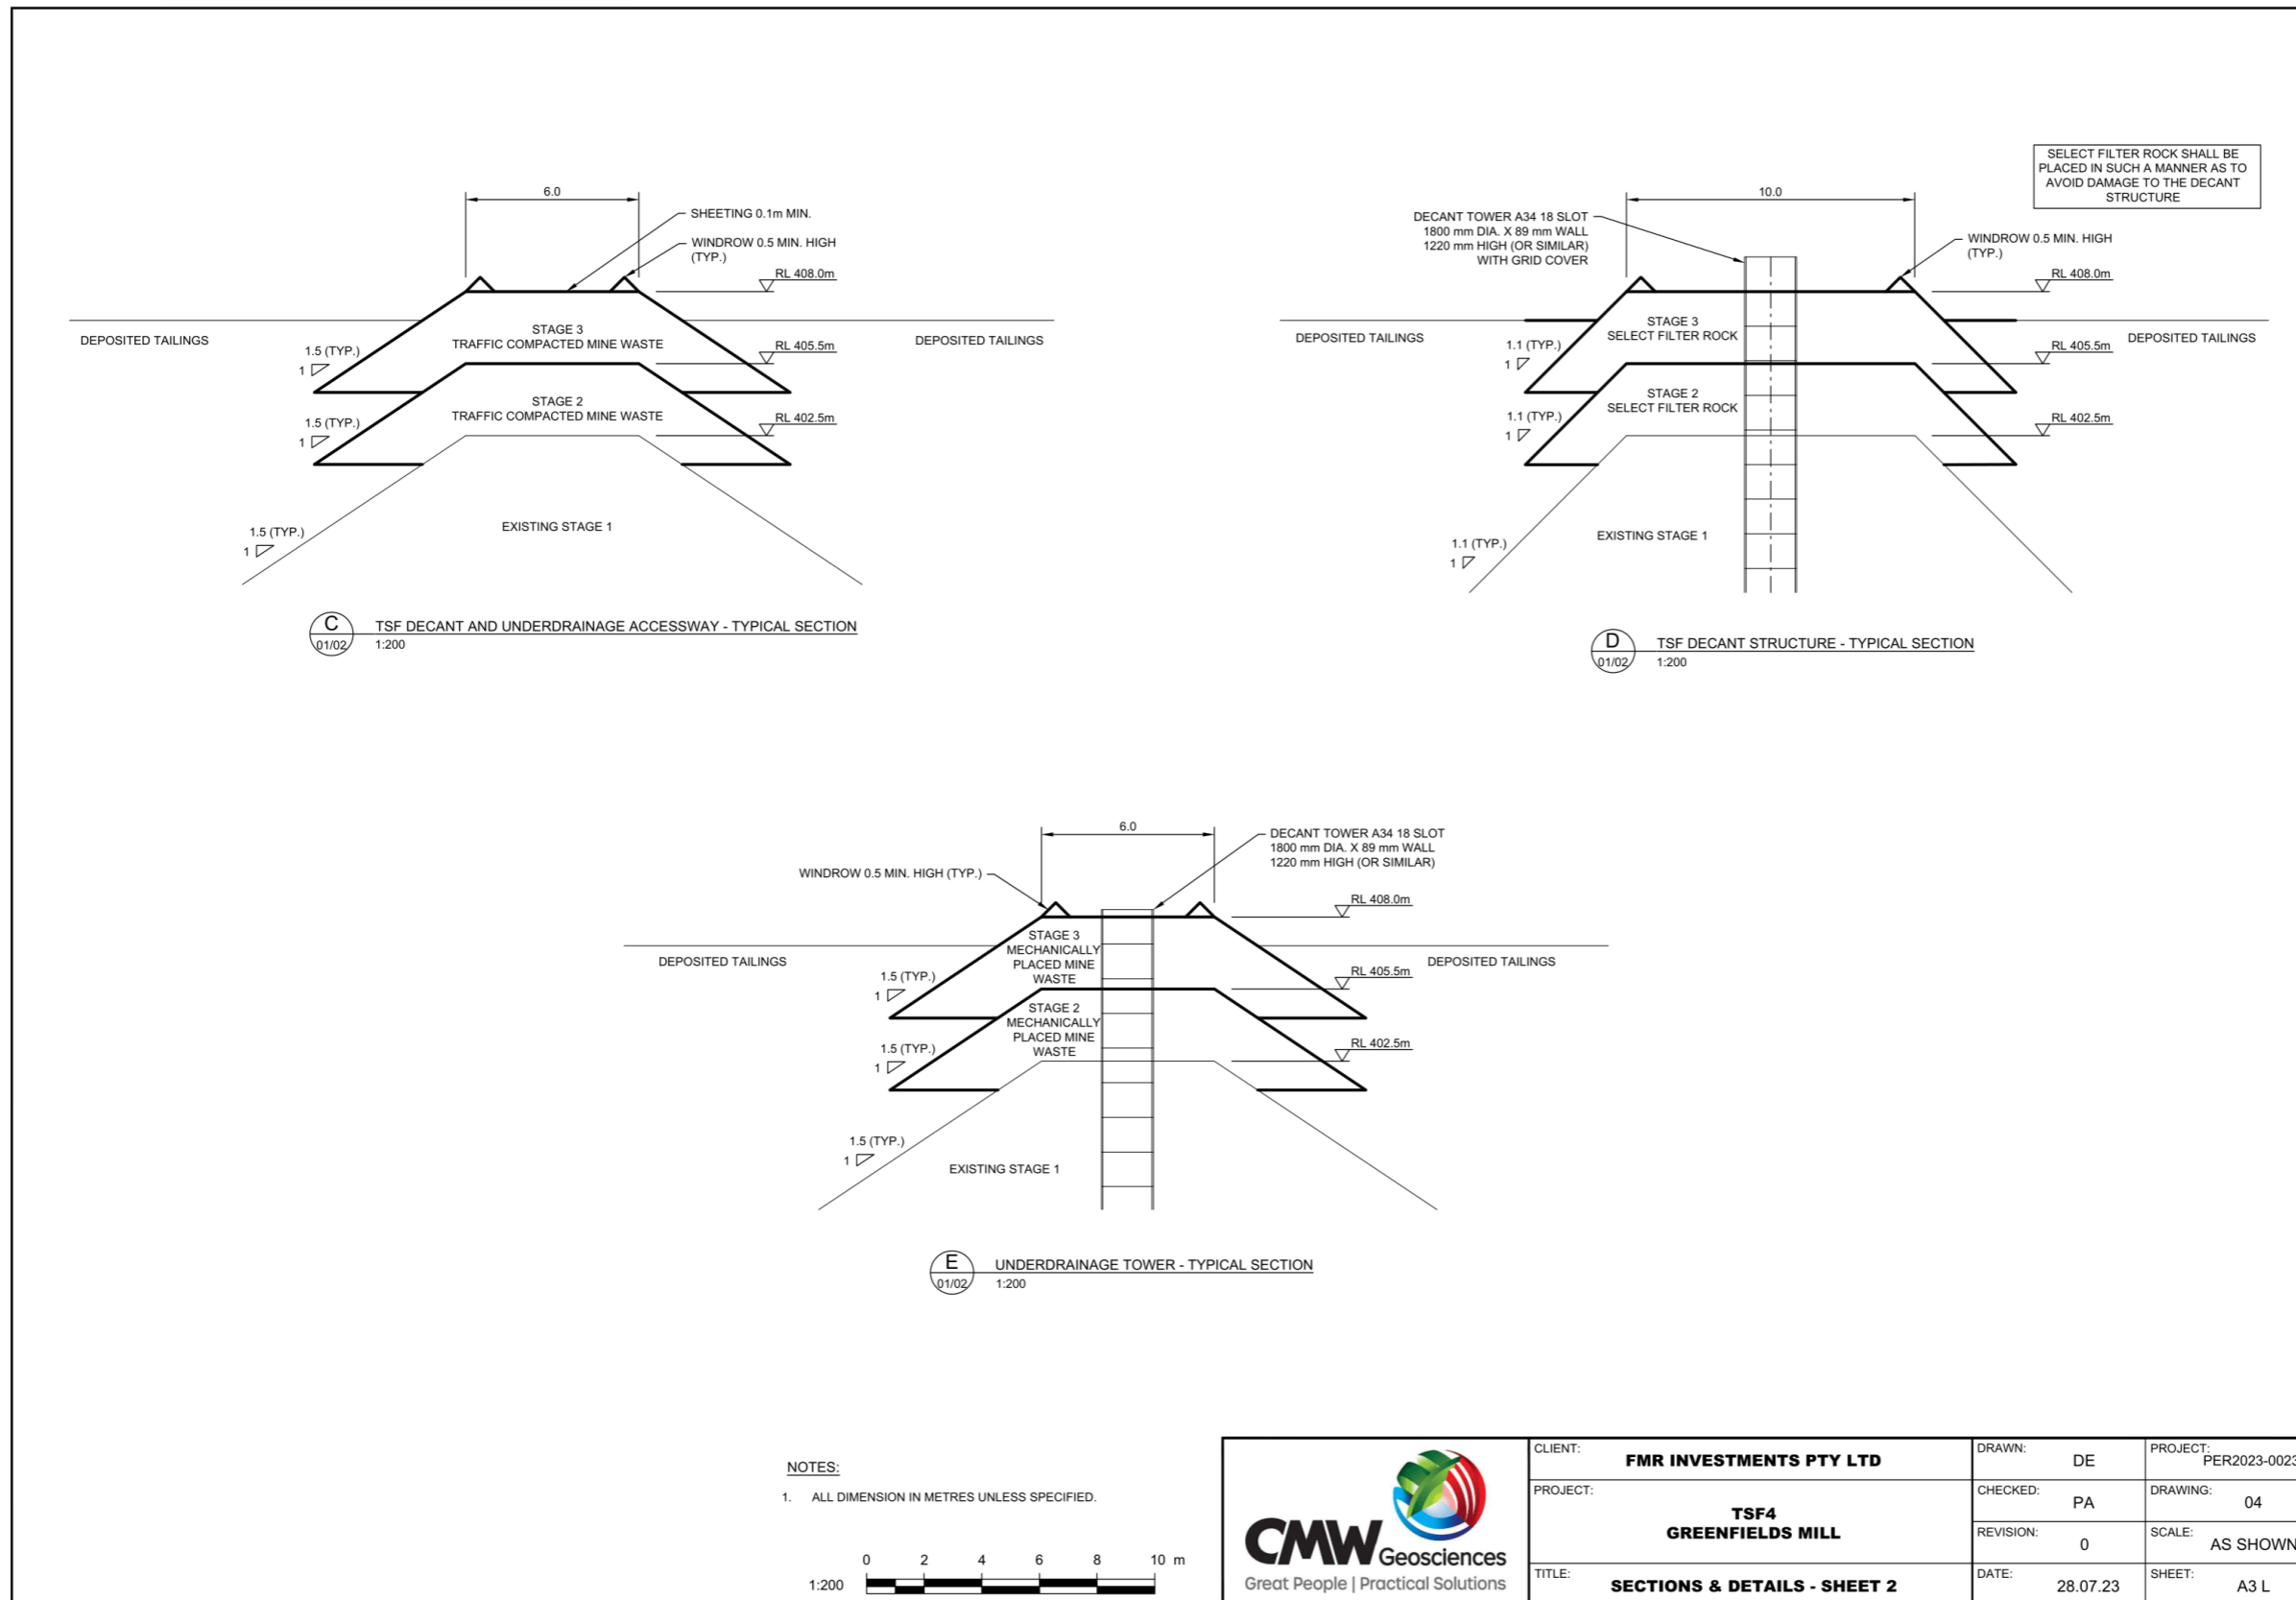 6.0
SHEETING 0.1m MIN.
WINDROW 0.5 MIN. HIGH
(TYP.)
RL 408.0m
DEPOSITED TAILINGS
STAGE 3
TRAFFIC COMPACTED MINE WASTE
DEPOSITED TAILINGS
1.5 (TYP.)
1
RL 405.5m
STAGE 2
TRAFFIC COMPACTED MINE WASTE
1.5 (TYP.)
1
RL 402.5m
1.5 (TYP.)
1
EXISTING STAGE 1
C
01/02
TSF DECANT AND UNDERDRAINAGE ACCESSWAY - TYPICAL SECTION
1:200
SELECT FILTER ROCK SHALL BE
PLACED IN SUCH A MANNER AS TO
AVOID DAMAGE TO THE DECANT
STRUCTURE
10.0
DECANT TOWER A34 18 SLOT
1800 mm DIA. X 89 mm WALL
1220 mm HIGH (OR SIMILAR)
WITH GRID COVER
WINDROW 0.5 MIN. HIGH
(TYP.)
RL 408.0m
DEPOSITED TAILINGS
STAGE 3
SELECT FILTER ROCK
DEPOSITED TAILINGS
1.1 (TYP.)
1
RL 405.5m
STAGE 2
SELECT FILTER ROCK
1.1 (TYP.)
1
RL 402.5m
1.1 (TYP.)
1
EXISTING STAGE 1
D
01/02
TSF DECANT STRUCTURE - TYPICAL SECTION
1:200
6.0
WINDROW 0.5 MIN. HIGH (TYP.)
DECANT TOWER A34 18 SLOT
1800 mm DIA. X 89 mm WALL
1220 mm HIGH (OR SIMILAR)
RL 408.0m
DEPOSITED TAILINGS
STAGE 3
MECHANICALLY
PLACED MINE
WASTE
DEPOSITED TAILINGS
1.5 (TYP.)
1
RL 405.5m
STAGE 2
MECHANICALLY
PLACED MINE
WASTE
1.5 (TYP.)
1
RL 402.5m
1.5 (TYP.)
1
EXISTING STAGE 1
E
01/02
UNDERDRAINAGE TOWER - TYPICAL SECTION
1:200
NOTES:
1. ALL DIMENSION IN METRES UNLESS SPECIFIED.
0 2 4 6 8 10 m
1:200
CMW Geosciences
Great People | Practical Solutions
CLIENT:
FMR INVESTMENTS PTY LTD
PROJECT:
TSF4
GREENFIELDS MILL
TITLE:
SECTIONS & DETAILS - SHEET 2
DRAWN:
DE
PROJECT:
PER2023-0023
CHECKED:
PA
DRAWING:
04
REVISION:
0
SCALE:
AS SHOWN
DATE:
28.07.23
SHEET:
A3 L